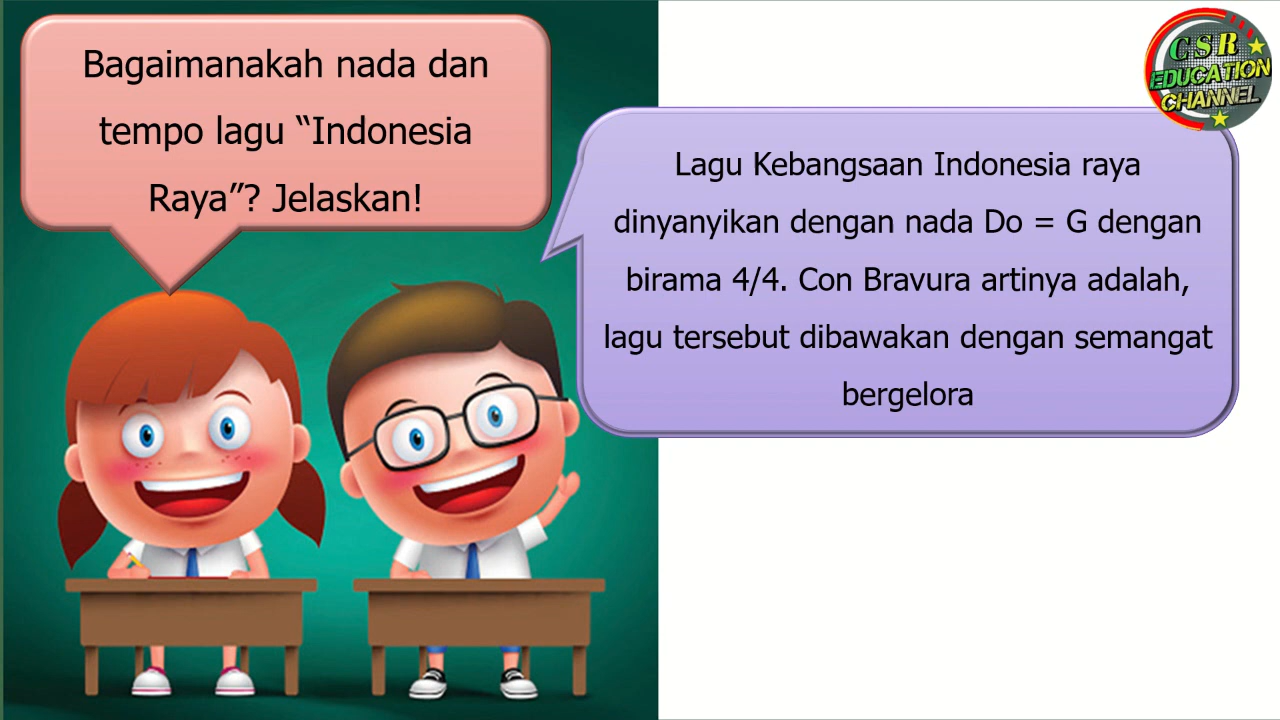 Bagaimanakah nada dan
tempo lagu “Indonesia
Raya”? Jelaskan!
Lagu Kebangsaan Indonesia raya
dinyanyikan dengan nada Do = G dengan
birama 4/4. Con Bravura artinya adalah,
lagu tersebut dibawakan dengan semangat
bergelora
CSR
EDUCATION
CHANNEL